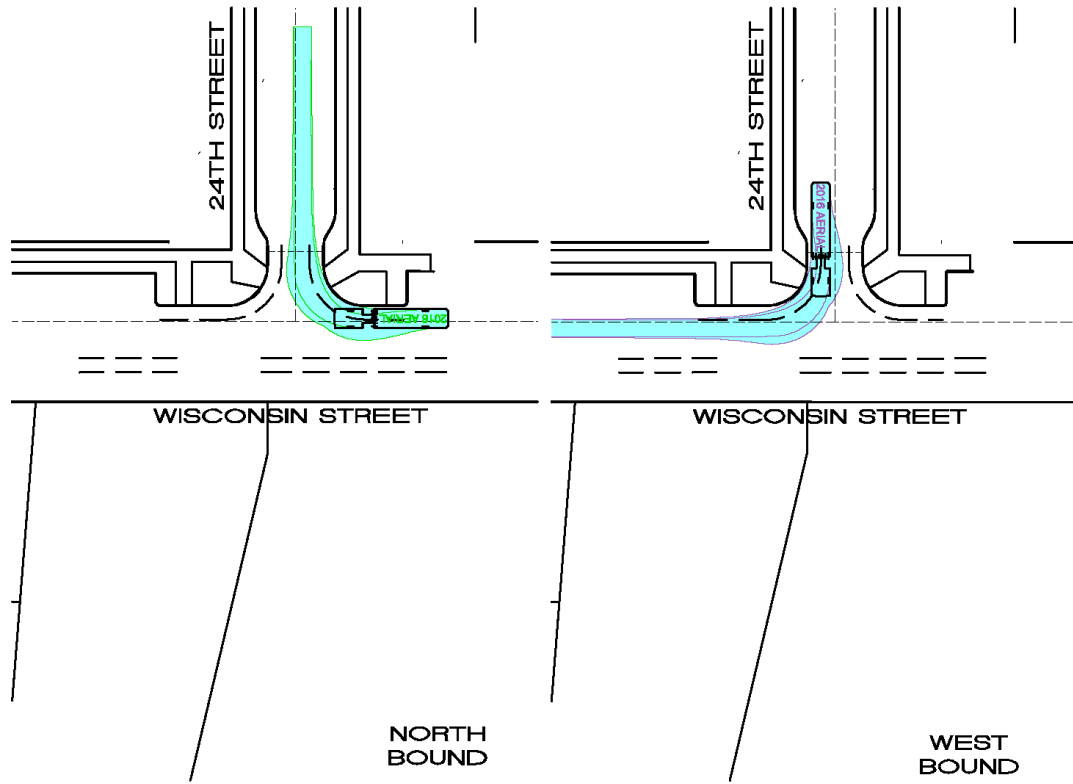 24TH STREET
2016 AERIAL
WISCONSIN STREET
NORTH
BOUND
24TH STREET
2016 AERIAL
WISCONSIN STREET
WEST
BOUND